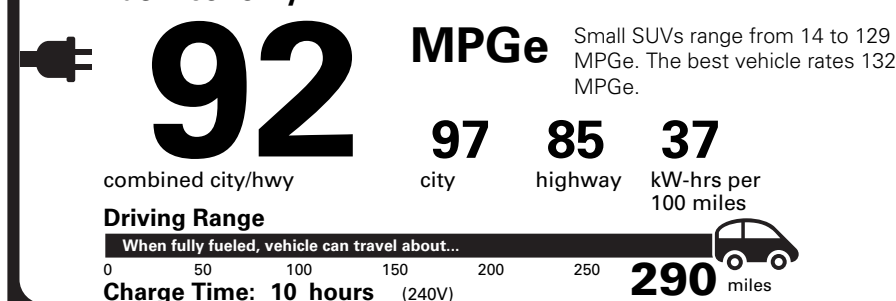 92
MPGe
Small SUVs range from 14 to 129
MPGe. The best vehicle rates 132
MPGe.
97 85 37
combined city/hwy city highway kW-hrs per
100 miles
Driving Range
When fully fueled, vehicle can travel about...
0 50 100 150 200 250 290 miles
Charge Time: 10 hours (240V)